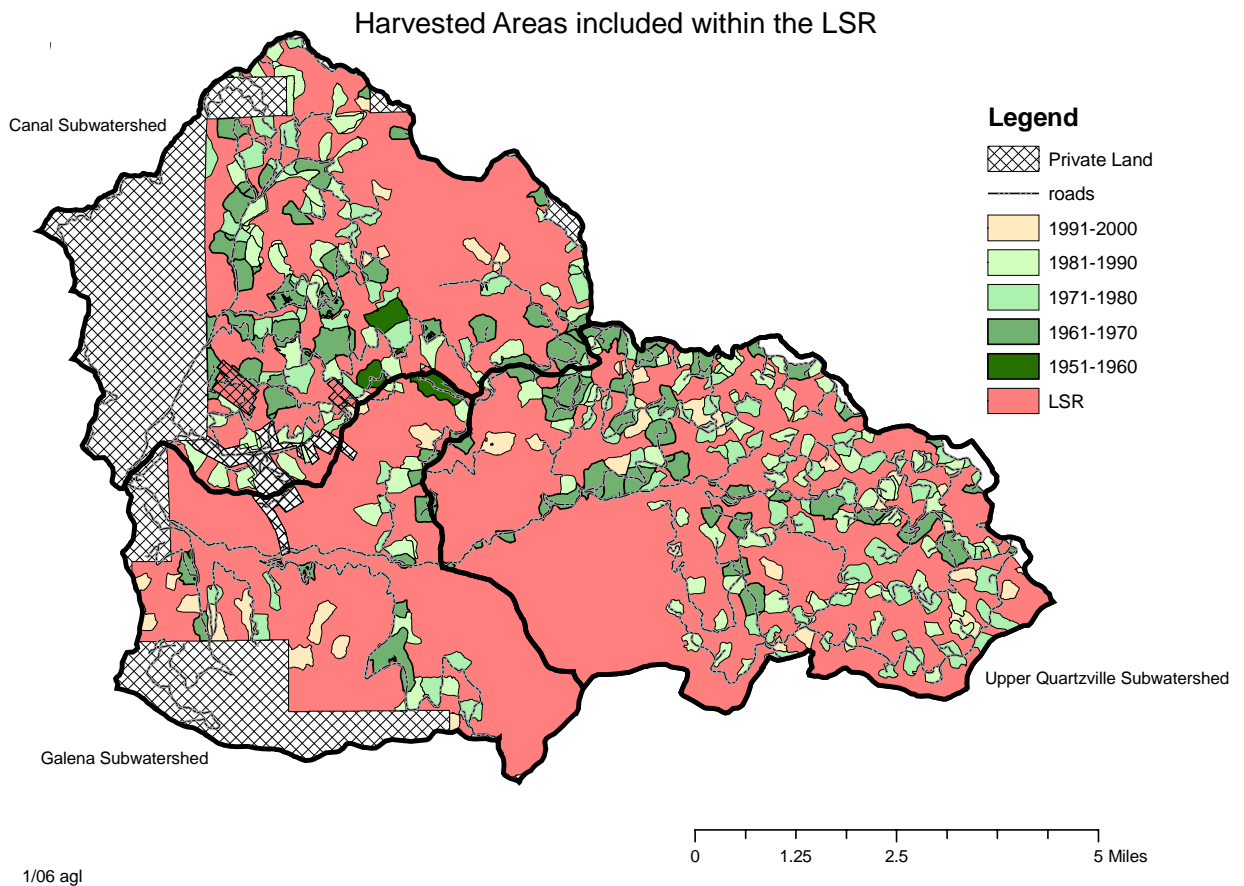 Harvested Areas included within the LSR
Canal Subwatershed
Legend
Private Land
roads
1991-2000
1981-1990
1971-1980
1961-1970
1951-1960
LSR
Upper Quartzville Subwatershed
Galena Subwatershed
0 1.25 2.5 5 Miles
1/06 agl